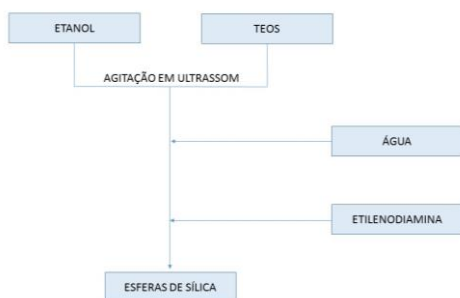 ETANOL
TEOS
AGITAÇÃO EM ULTRASSOM
ÁGUA
ETILENODIAMINA
ESFERAS DE SÍLICA